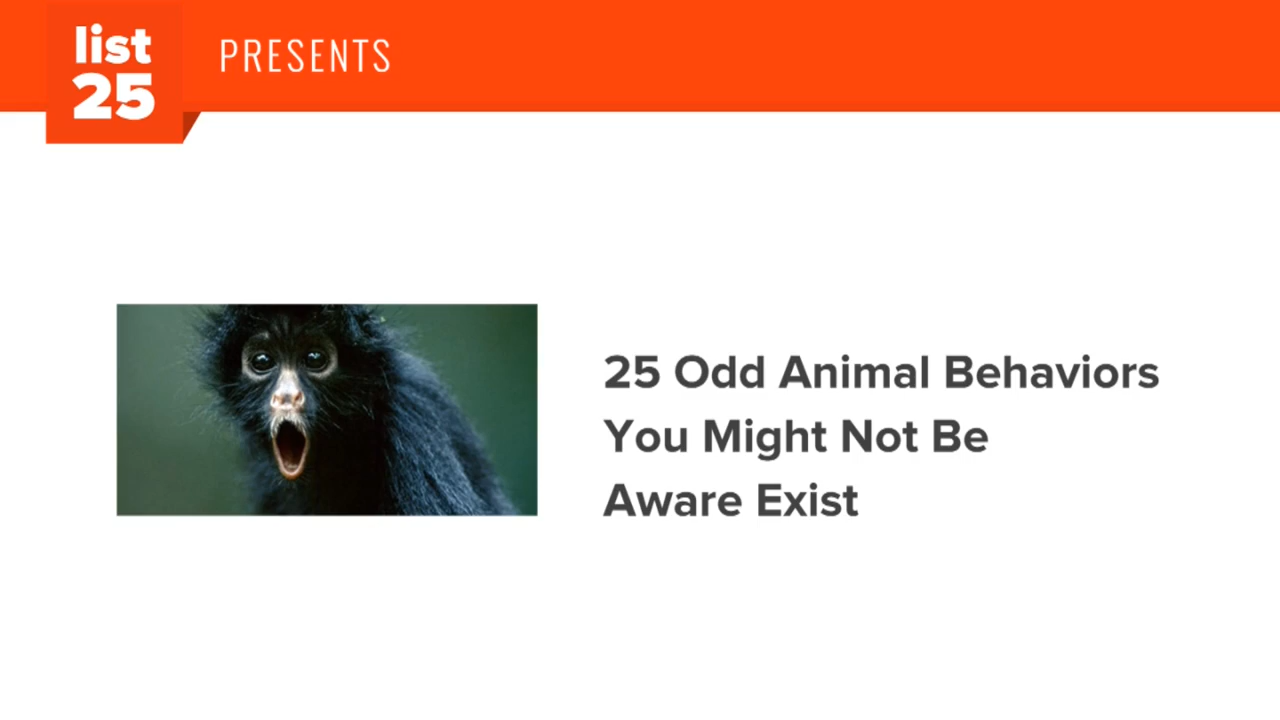 list
25
PRESENTS
25 Odd Animal Behaviors
You Might Not Be
Aware Exist